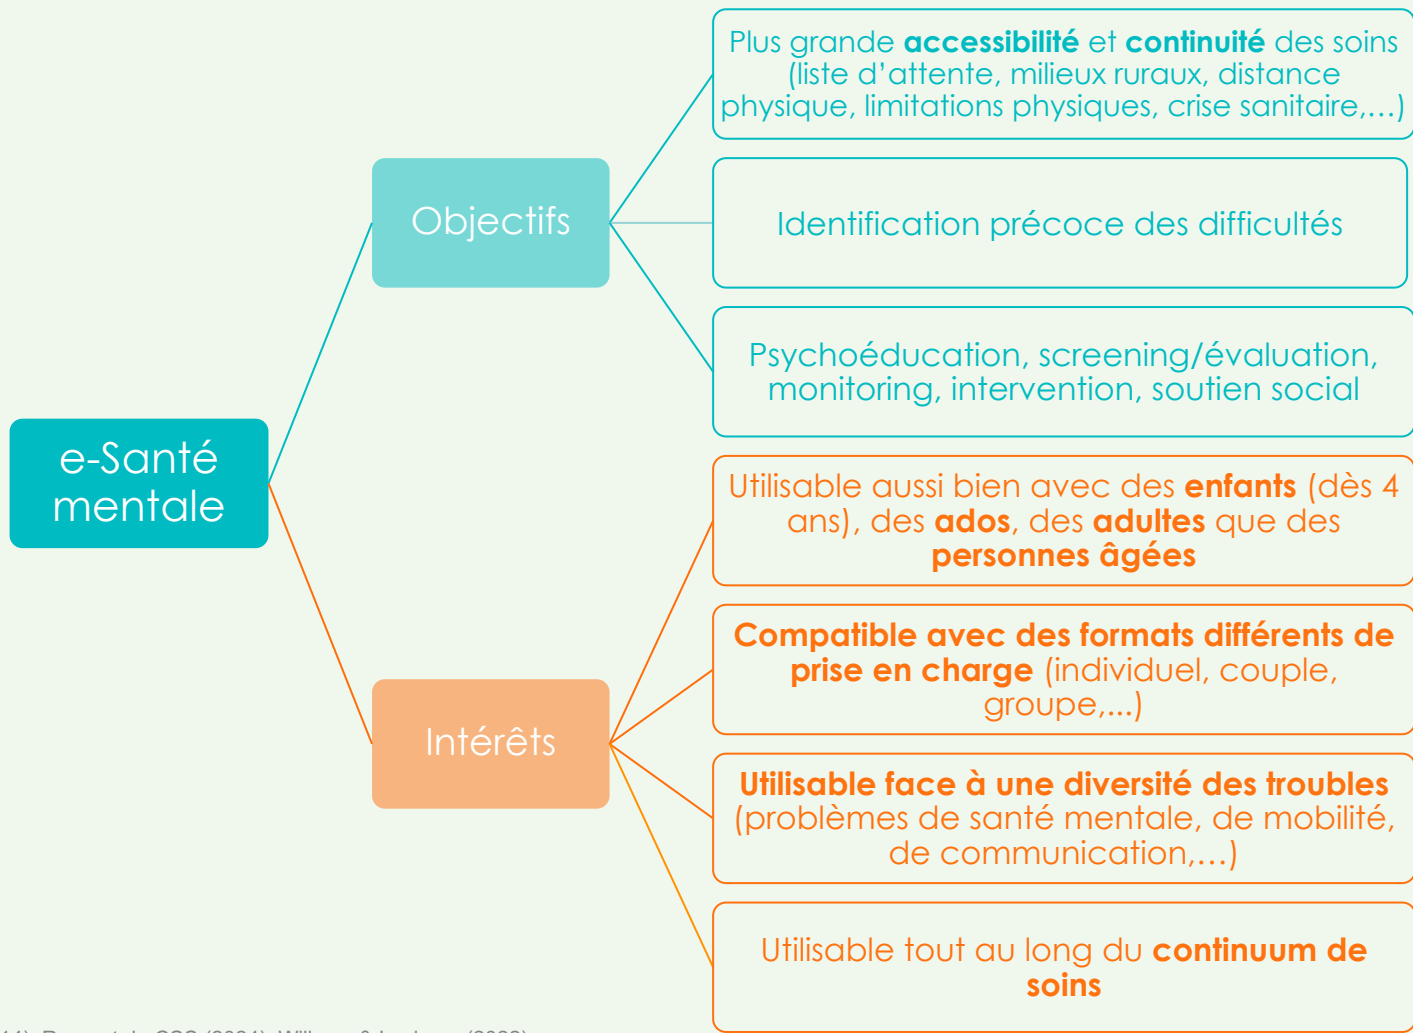 Plus grande accessibilité et continuité des soins
(liste d'attente, milieux ruraux, distance
physique, limitations physiques, crise sanitaire,...)
Objectifs
Identification précoce des difficultés
Psychoéducation, screening/évaluation,
monitoring, intervention, soutien social
e-Santé
mentale
Utilisable aussi bien avec des enfants (dès 4
ans), des ados, des adultes que des
personnes âgées
Compatible avec des formats différents de
prise en charge (individuel, couple,
groupe,...)
Intérêts
Utilisable face à une diversité des troubles
(problèmes de santé mentale, de mobilité,
de communication,...)
Utilisable tout au long du continuum de
soins